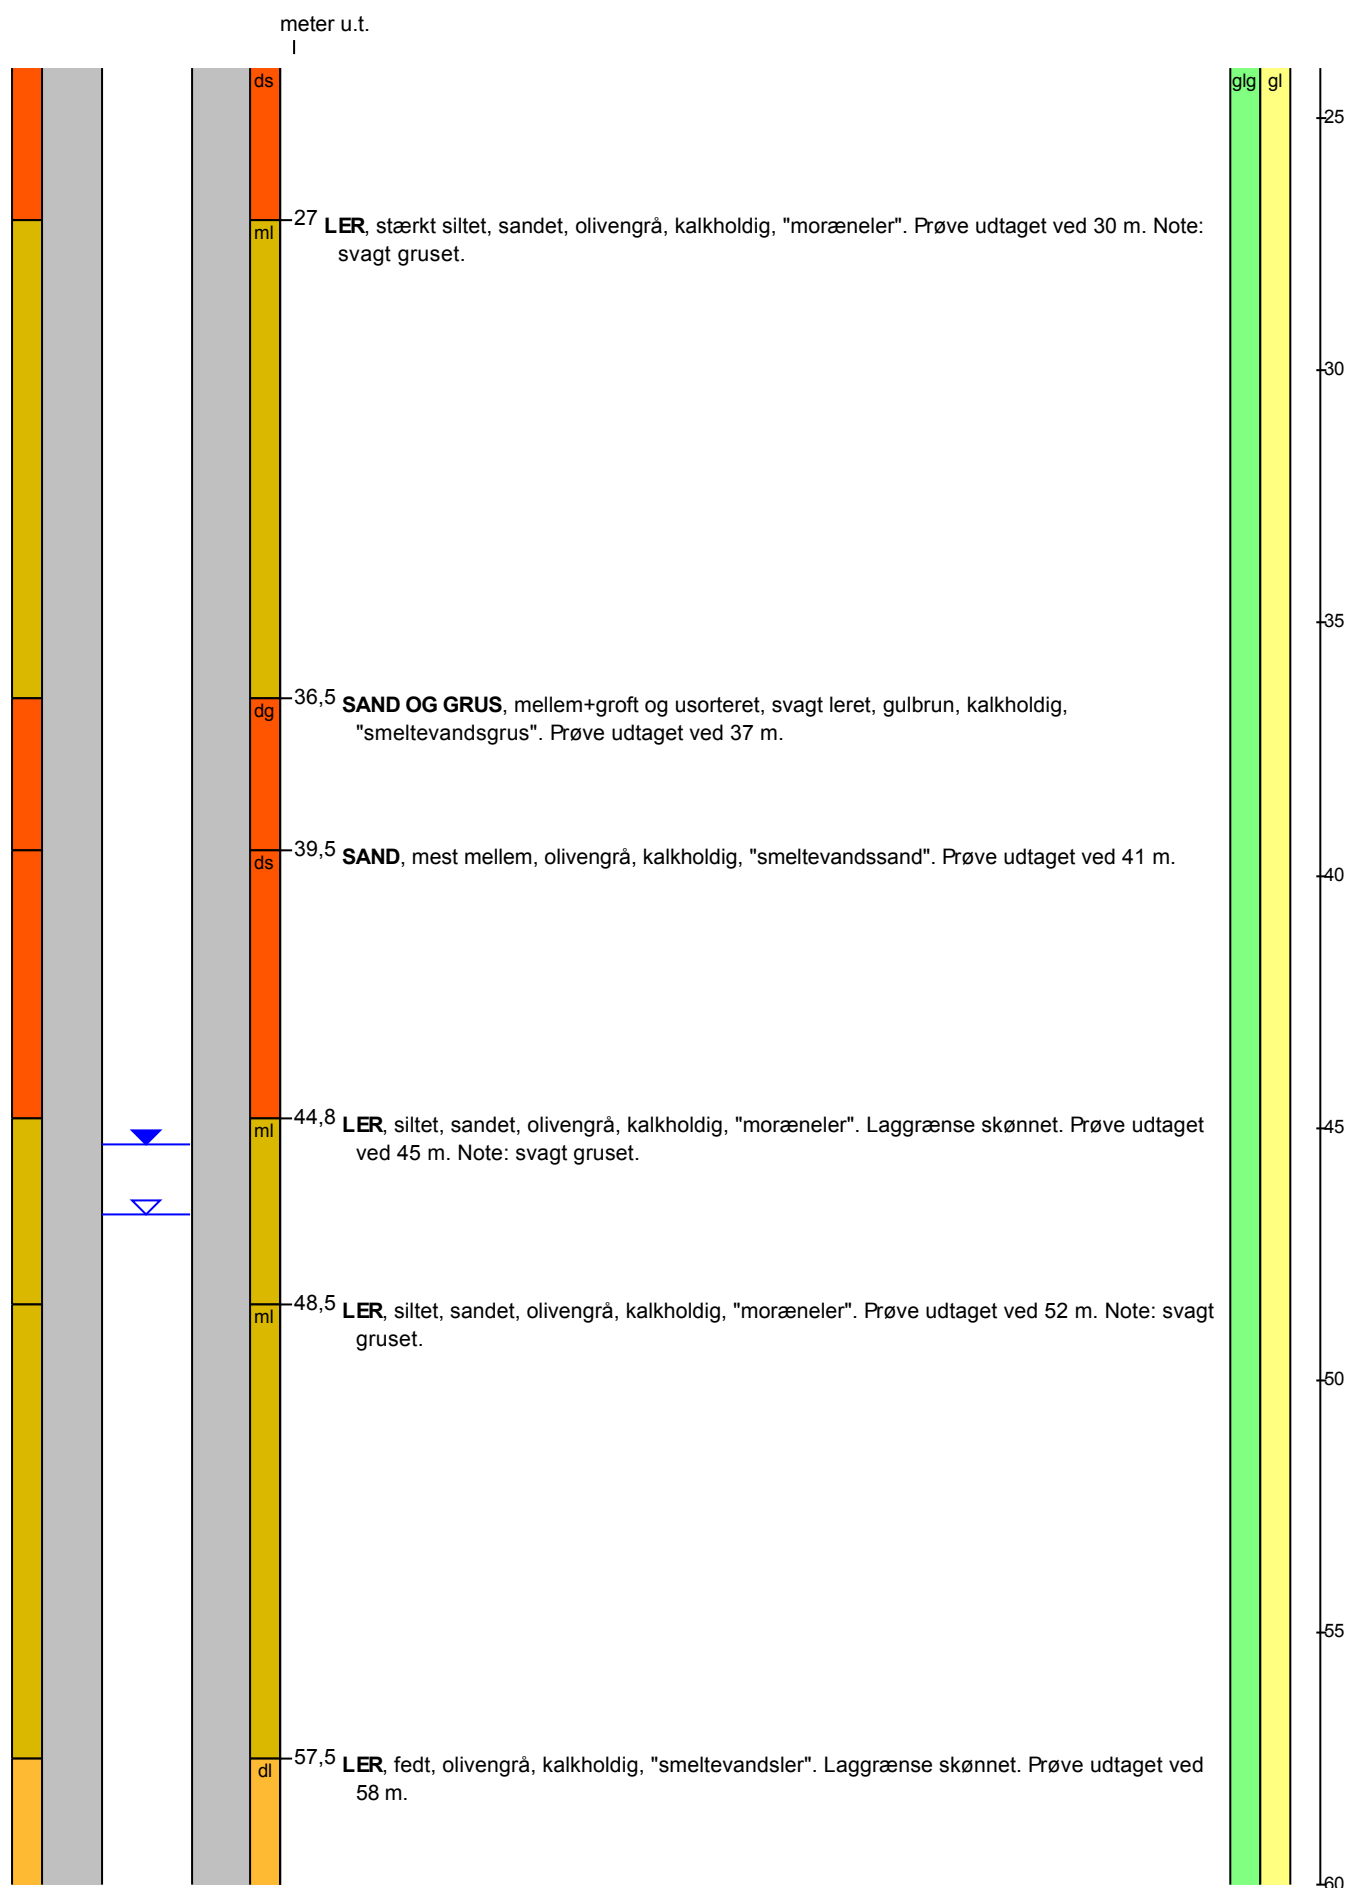 meter u.t.
ds
glg gl
25
27 LER, stærkt siltet, sandet, olivengrå, kalkholdig, "moræneler". Prøve udtaget ved 30 m. Note:
ml
svagt gruset.
30
35
36,5 SAND OG GRUS, mellem+groft og usorteret, svagt leret, gulbrun, kalkholdig,
dg
"smeltevandsgrus". Prøve udtaget ved 37 m.
39,5 SAND, mest mellem, olivengrå, kalkholdig, "smeltevandssand". Prøve udtaget ved 41 m.
ds
40
44,8 LER, siltet, sandet, olivengrå, kalkholdig, "moræneler". Laggrænse skønnet. Prøve udtaget
ml
45
ved 45 m. Note: svagt gruset.
48,5 LER, siltet, sandet, olivengrå, kalkholdig, "moræneler". Prøve udtaget ved 52 m. Note: svagt
ml
gruset.
50
55
57,5 LER, fedt, olivengrå, kalkholdig, "smeltevandsler". Laggrænse skønnet. Prøve udtaget ved
dl
58 m.
60